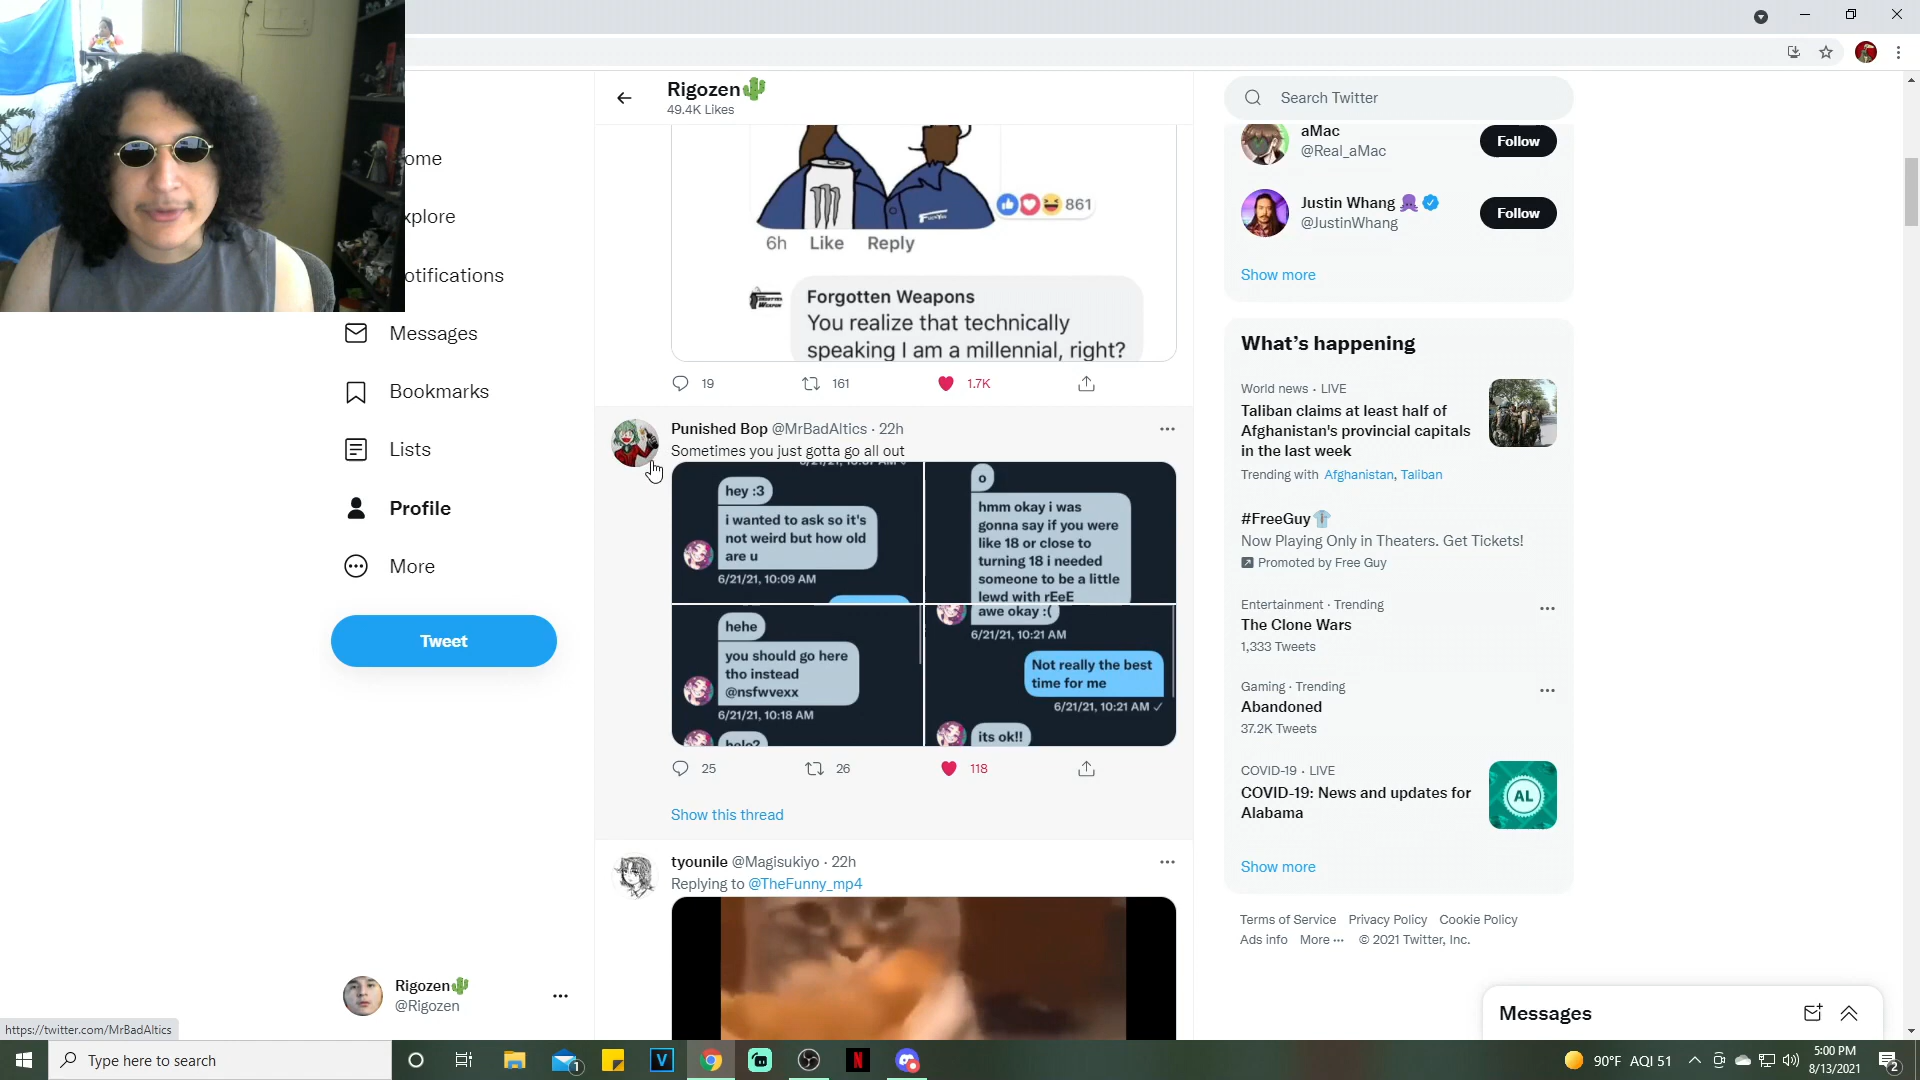 Rigozen
49.4K Likes
Search Twitter
ome
xplore
otifications
Messages
Bookmarks
Lists
Profile
More
Tweet
Rigozen
@Rigozen
861
6h Like Reply
Forgotten Weapons
You realize that technically
speaking I am a millennial, right?
19 161 1.7K
Punished Bop @MrBadAltics · 22h
Sometimes you just gotta go all out
hey :3
i wanted to ask so it's
not weird but how old
are u
6/21/21, 10:09 AM
o
hmm okay i was
gonna say if you were
like 18 or close to
turning 18 i needed
someone to be a little
lewd with rEeE
hehe
you should go here
tho instead
@nsfwvexx
6/21/21, 10:18 AM
awe okay :(
6/21/21, 10:21 AM
Not really the best
time for me
6/21/21, 10:21 AM ✓
its ok!!
25 26 118
Show this thread
tyounile @Magisukiyo · 22h
Replying to @TheFunny_mp4
aMac
@Real_aMac
Follow
Justin Whang
@JustinWhang
Follow
Show more
What's happening
World news · LIVE
Taliban claims at least half of
Afghanistan's provincial capitals
in the last week
Trending with Afghanistan, Taliban
#FreeGuy
Now Playing Only in Theaters. Get Tickets!
Promoted by Free Guy
Entertainment · Trending
The Clone Wars
1,333 Tweets
Gaming · Trending
Abandoned
37.2K Tweets
COVID-19 · LIVE
COVID-19: News and updates for
Alabama
AL
Show more
Terms of Service Privacy Policy Cookie Policy
Ads info More ··· © 2021 Twitter, Inc.
Messages
https://twitter.com/MrBadAltics
Type here to search
1
V
N
90°F AQI 51
5:00 PM
8/13/2021
2